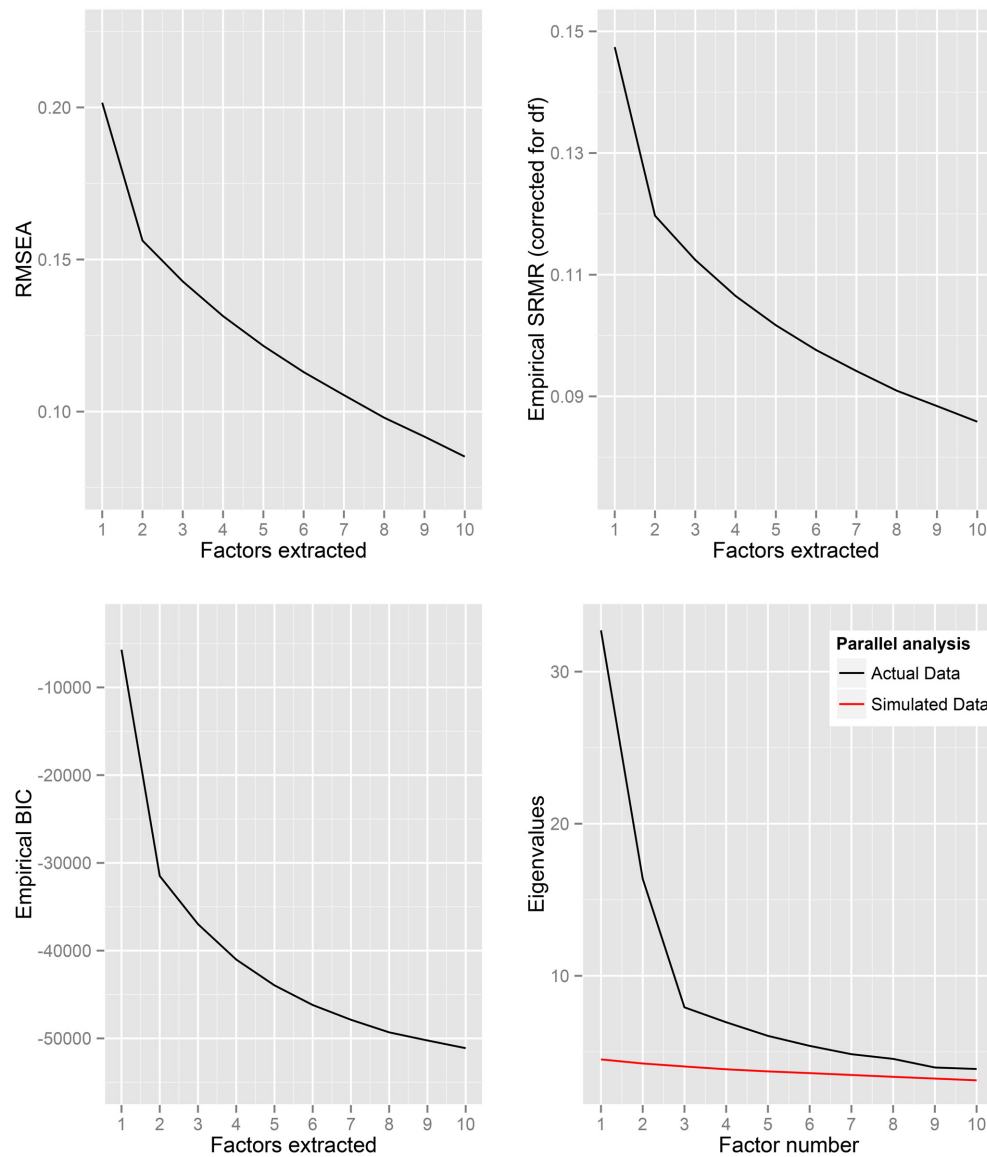 RMSEA
0.20
0.15
0.10
1 2 3 4 5 6 7 8 9 10
Factors extracted
Empirical SRMR (corrected for df)
0.15
0.13
0.11
0.09
1 2 3 4 5 6 7 8 9 10
Factors extracted
Empirical BIC
-10000
-20000
-30000
-40000
-50000
1 2 3 4 5 6 7 8 9 10
Factors extracted
Eigenvalues
30
20
10
Parallel analysis
Actual Data
Simulated Data
1 2 3 4 5 6 7 8 9 10
Factor number